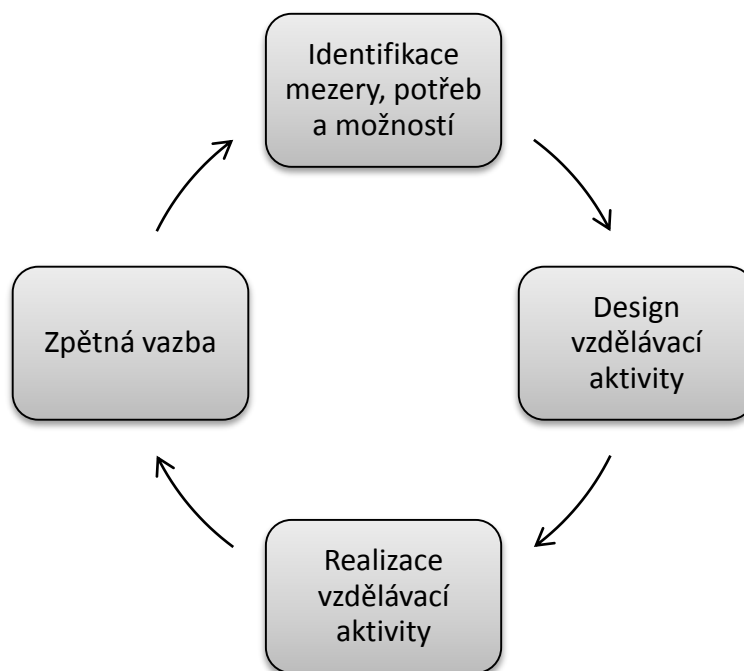 Identifikace
mezery, potřeb
a možností
Design
vzdělávací
aktivity
Realizace
vzdělávací
aktivity
Zpětná vazba